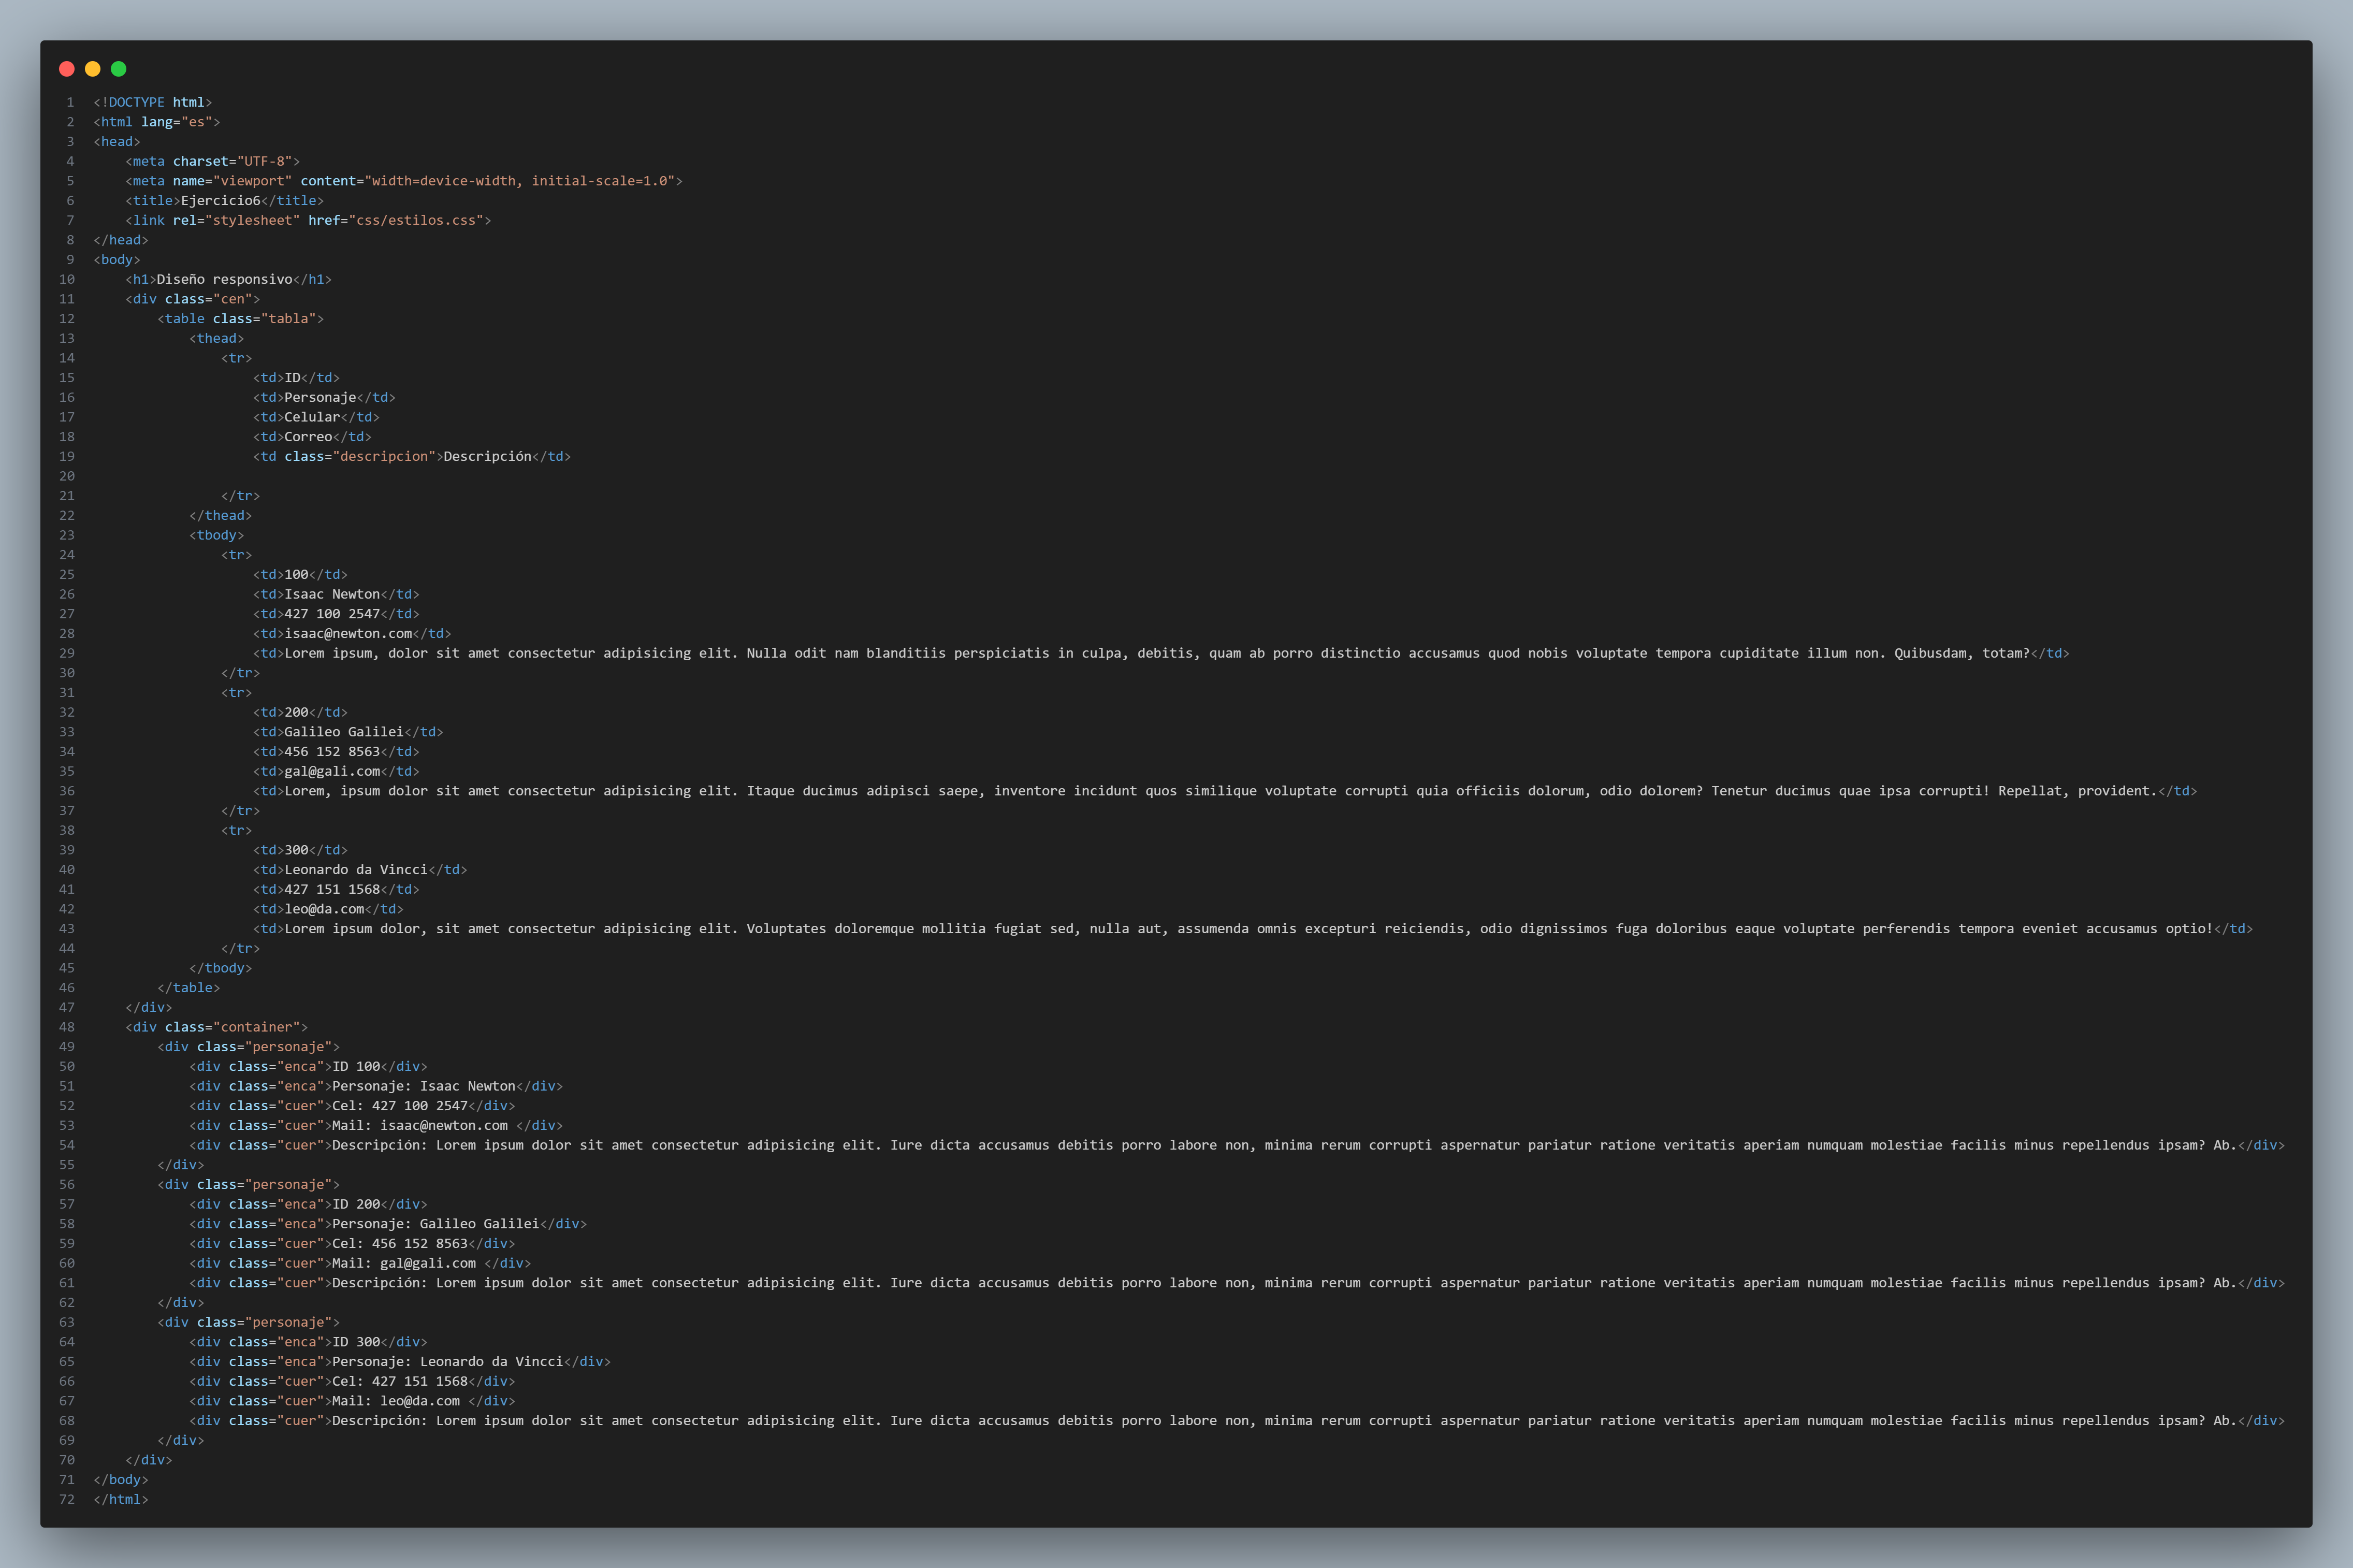 1 <!DOCTYPE html>
2 <html lang="es">
3 <head>
4     <meta charset="UTF-8">
5     <meta name="viewport" content="width=device-width, initial-scale=1.0">
6     <title>Ejercicio6</title>
7     <link rel="stylesheet" href="css/estilos.css">
8 </head>
9 <body>
10     <h1>Diseño responsivo</h1>
11     <div class="cen">
12         <table class="tabla">
13             <thead>
14                 <tr>
15                     <td>ID</td>
16                     <td>Personaje</td>
17                     <td>Celular</td>
18                     <td>Correo</td>
19                     <td class="descripcion">Descripción</td>
20
21                 </tr>
22             </thead>
23             <tbody>
24                 <tr>
25                     <td>100</td>
26                     <td>Isaac Newton</td>
27                     <td>427 100 2547</td>
28                     <td>isaac@newton.com</td>
29                     <td>Lorem ipsum, dolor sit amet consectetur adipisicing elit. Nulla odit nam blanditiis perspiciatis in culpa, debitis, quam ab porro distinctio accusamus quod nobis voluptate tempora cupiditate illum non. Quibusdam, totam?</td>
30                 </tr>
31                 <tr>
32                     <td>200</td>
33                     <td>Galileo Galilei</td>
34                     <td>456 152 8563</td>
35                     <td>gal@gali.com</td>
36                     <td>Lorem, ipsum dolor sit amet consectetur adipisicing elit. Itaque ducimus adipisci saepe, inventore incidunt quos similique voluptate corrupti quia officiis dolorum, odio dolorem? Tenetur ducimus quae ipsa corrupti! Repellat, provident.</td>
37                 </tr>
38                 <tr>
39                     <td>300</td>
40                     <td>Leonardo da Vincci</td>
41                     <td>427 151 1568</td>
42                     <td>leo@da.com</td>
43                     <td>Lorem ipsum dolor, sit amet consectetur adipisicing elit. Voluptates doloremque mollitia fugiat sed, nulla aut, assumenda omnis excepturi reiciendis, odio dignissimos fuga doloribus eaque voluptate perferendis tempora eveniet accusamus optio!</td>
44                 </tr>
45             </tbody>
46         </table>
47     </div>
48     <div class="container">
49         <div class="personaje">
50             <div class="enca">ID 100</div>
51             <div class="enca">Personaje: Isaac Newton</div>
52             <div class="cuer">Cel: 427 100 2547</div>
53             <div class="cuer">Mail: isaac@newton.com </div>
54             <div class="cuer">Descripción: Lorem ipsum dolor sit amet consectetur adipisicing elit. Iure dicta accusamus debitis porro labore non, minima rerum corrupti aspernatur pariatur ratione veritatis aperiam numquam molestiae facilis minus repellendus ipsam? Ab.</div>
55         </div>
56         <div class="personaje">
57             <div class="enca">ID 200</div>
58             <div class="enca">Personaje: Galileo Galilei</div>
59             <div class="cuer">Cel: 456 152 8563</div>
60             <div class="cuer">Mail: gal@gali.com </div>
61             <div class="cuer">Descripción: Lorem ipsum dolor sit amet consectetur adipisicing elit. Iure dicta accusamus debitis porro labore non, minima rerum corrupti aspernatur pariatur ratione veritatis aperiam numquam molestiae facilis minus repellendus ipsam? Ab.</div>
62         </div>
63         <div class="personaje">
64             <div class="enca">ID 300</div>
65             <div class="enca">Personaje: Leonardo da Vincci</div>
66             <div class="cuer">Cel: 427 151 1568</div>
67             <div class="cuer">Mail: leo@da.com </div>
68             <div class="cuer">Descripción: Lorem ipsum dolor sit amet consectetur adipisicing elit. Iure dicta accusamus debitis porro labore non, minima rerum corrupti aspernatur pariatur ratione veritatis aperiam numquam molestiae facilis minus repellendus ipsam? Ab.</div>
69         </div>
70     </div>
71 </body>
72 </html>